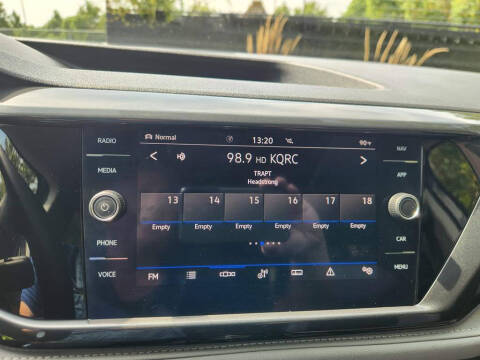 RADIO
MEDIA
PHONE
VOICE
Normal 13:20 90°F
98.9 HD KQRC
TRAPT
Headstrong
13 14 15 16 17 18
Empty Empty Empty Empty Empty Empty
FM
NAV
APP
CAR
MENU